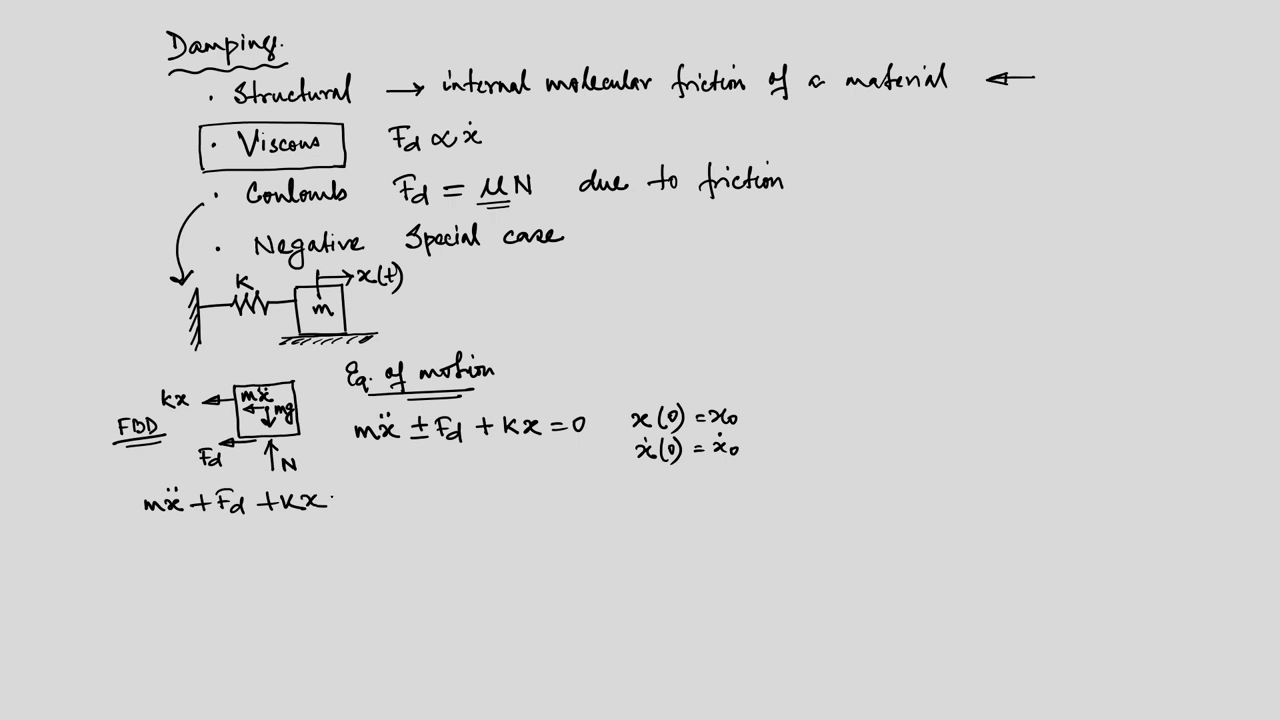 Damping.
· Structural → internal molecular friction of a material ←
· Viscous Fd ∝ ẋ
· Coulomb Fd = μN due to friction
· Negative Special case
K x(t)
m
Eq. of motion
kx mẍ mg
FBD mẍ ± Fd + kx = 0 x(0) = x₀
ẋ(0) = ẋ₀
Fd N
mẍ + Fd + kx